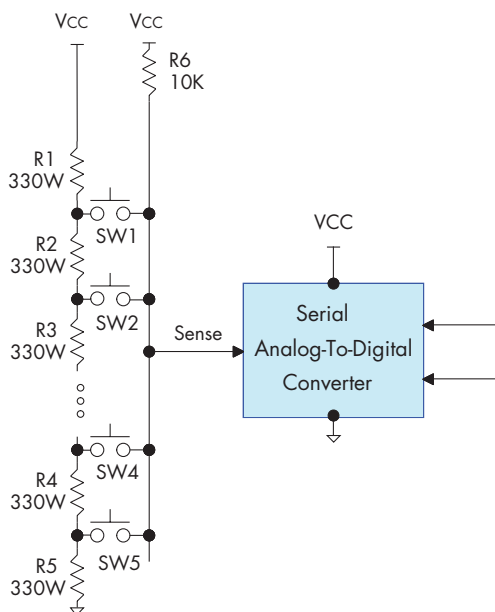 VCC
VCC
R6
10K
R1
330W
SW1
R2
330W
VCC
SW2
R3
330W
Sense
Serial
Analog-To-Digital
Converter
SW4
R4
330W
SW5
R5
330W